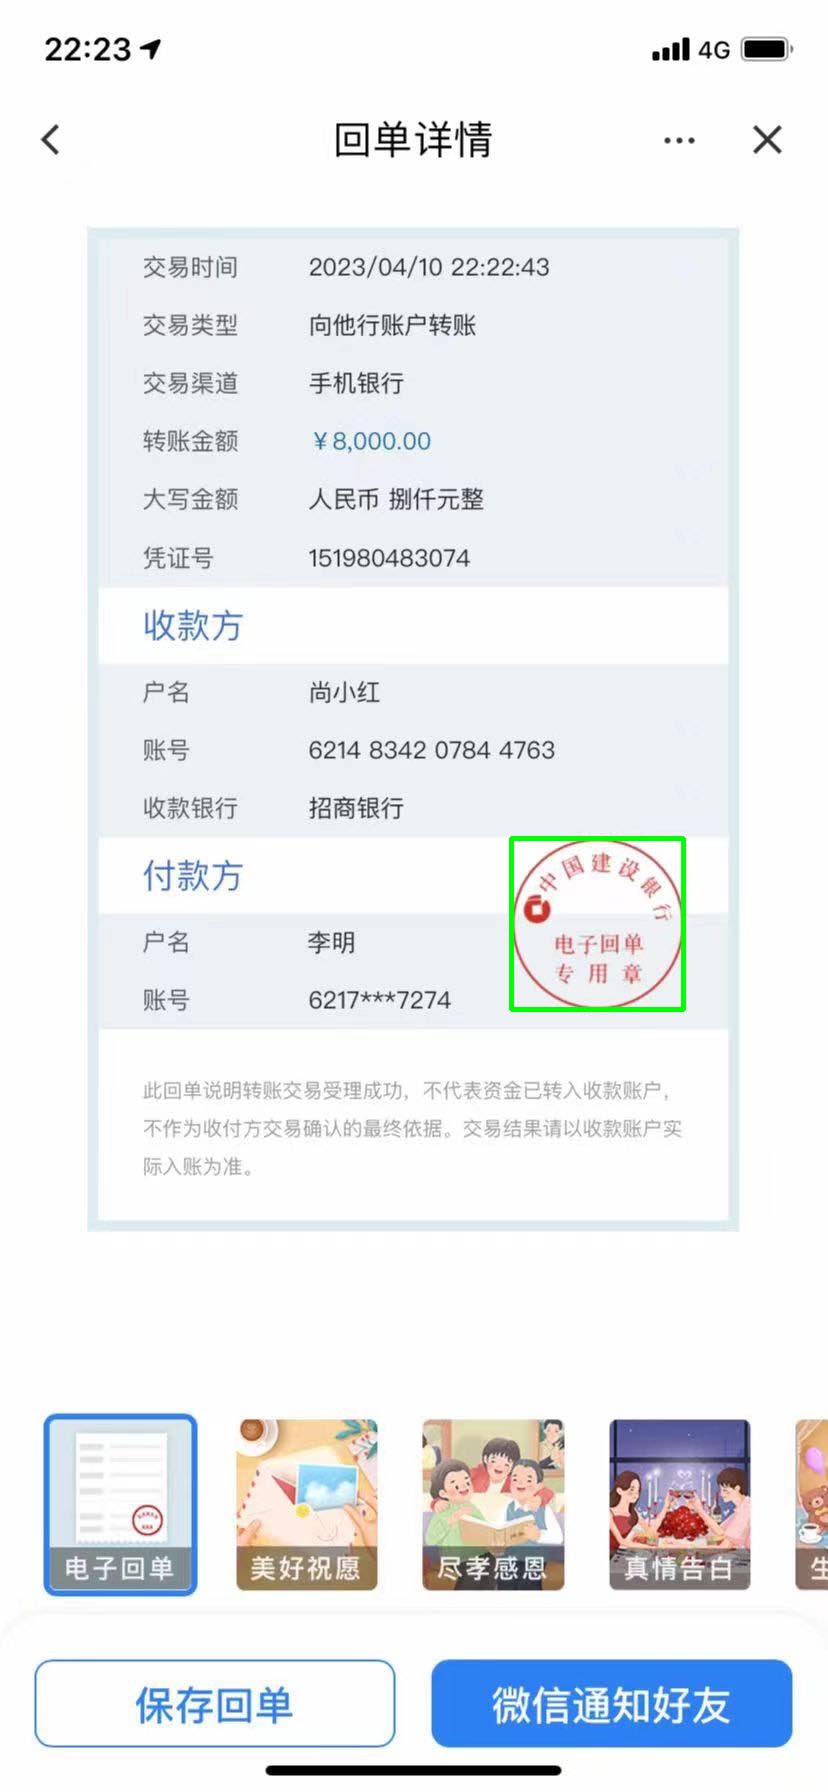 22:23
4G
回单详情
交易时间 2023/04/10 22:22:43
交易类型 向他行账户转账
交易渠道 手机银行
转账金额 ¥8,000.00
大写金额 人民币 捌仟元整
凭证号 151980483074
收款方
户名 尚小红
账号 6214 8342 0784 4763
收款银行 招商银行
付款方
中国建设银行
电子回单
专用章
户名 李明
账号 6217***7274
此回单说明转账交易受理成功，不代表资金已转入收款账户，
不作为收付方交易确认的最终依据。交易结果请以收款账户实
际入账为准。
电子回单 美好祝愿 尽孝感恩 真情告白
保存回单 微信通知好友